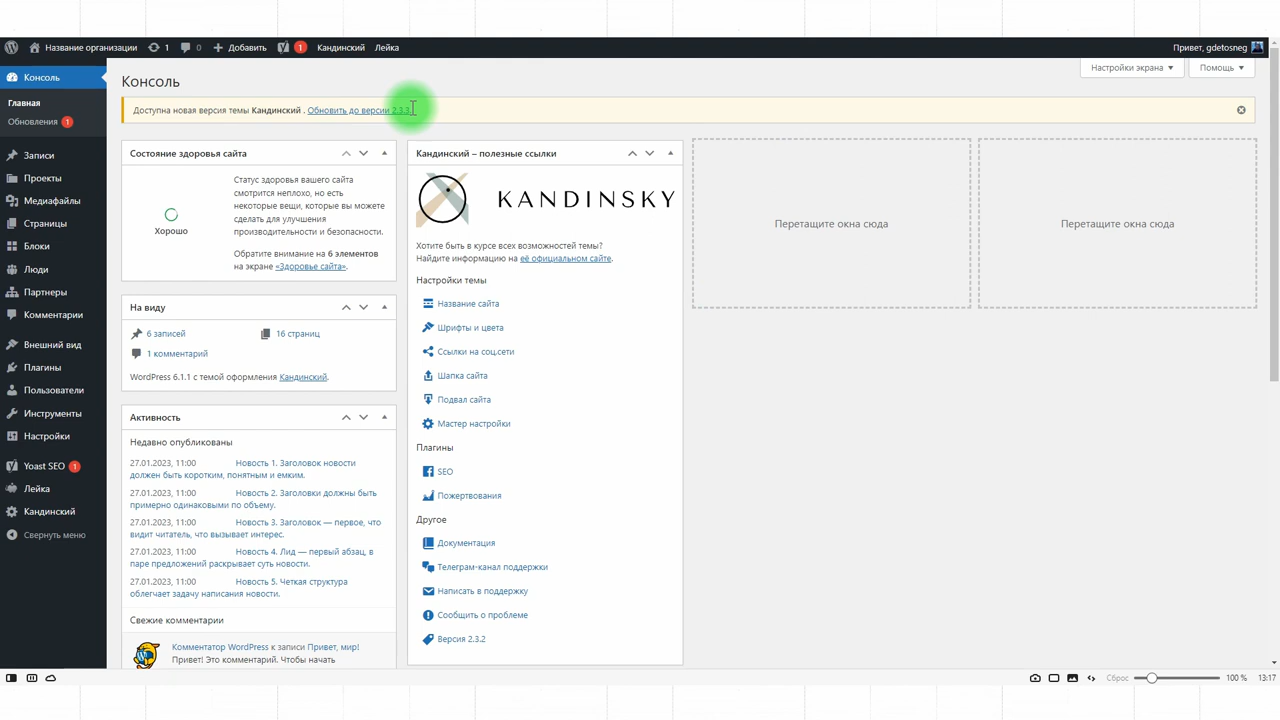 Название организации 1 0 Добавить 1 Кандинский Лейка Привет, gdetosneg
Консоль
Главная
Обновления 1
Записи
Проекты
Медиафайлы
Страницы
Блоки
Люди
Партнеры
Комментарии
Внешний вид
Плагины
Пользователи
Инструменты
Настройки
Yoast SEO 1
Лейка
Кандинский
Свернуть меню
Настройки экрана
Помощь
Консоль
Доступна новая версия темы Кандинский . Обновить до версии 2.3.3.
Состояние здоровья сайта
Хорошо
Статус здоровья вашего сайта
смотрится неплохо, но есть
некоторые вещи, которые вы можете
сделать для улучшения
производительности и безопасности.
Обратите внимание на 6 элементов
на экране «Здоровье сайта».
На виду
6 записей
16 страниц
1 комментарий
WordPress 6.1.1 с темой оформления Кандинский.
Активность
Недавно опубликованы
27.01.2023, 11:00 Новость 1. Заголовок новости
должен быть коротким, понятным и емким.
27.01.2023, 11:00 Новость 2. Заголовки должны быть
примерно одинаковыми по объему.
27.01.2023, 11:00 Новость 3. Заголовок — первое, что
видит читатель, что вызывает интерес.
27.01.2023, 11:00 Новость 4. Лид — первый абзац, в
паре предложений раскрывает суть новости.
27.01.2023, 11:00 Новость 5. Четкая структура
облегчает задачу написания новости.
Свежие комментарии
Комментатор WordPress к записи Привет, мир!
Привет! Это комментарий. Чтобы начать
Кандинский – полезные ссылки
KANDINSKY
Хотите быть в курсе всех возможностей темы?
Найдите информацию на её официальном сайте.
Настройки темы
Название сайта
Шрифты и цвета
Ссылки на соц.сети
Шапка сайта
Подвал сайта
Мастер настройки
Плагины
SEO
Пожертвования
Другое
Документация
Телеграм-канал поддержки
Написать в поддержку
Сообщить о проблеме
Версия 2.3.2
Перетащите окна сюда
Перетащите окна сюда
Сброс 100 % 13:17